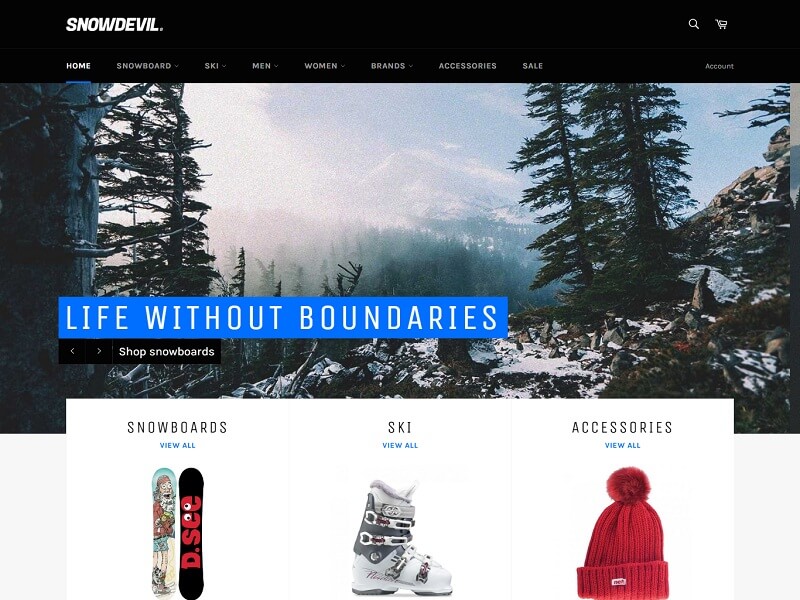 SNOWDEVIL.
HOME SNOWBOARD SKI MEN WOMEN BRANDS ACCESSORIES SALE Account
LIFE WITHOUT BOUNDARIES
Shop snowboards
SNOWBOARDS SKI ACCESSORIES
VIEW ALL VIEW ALL VIEW ALL
D.see